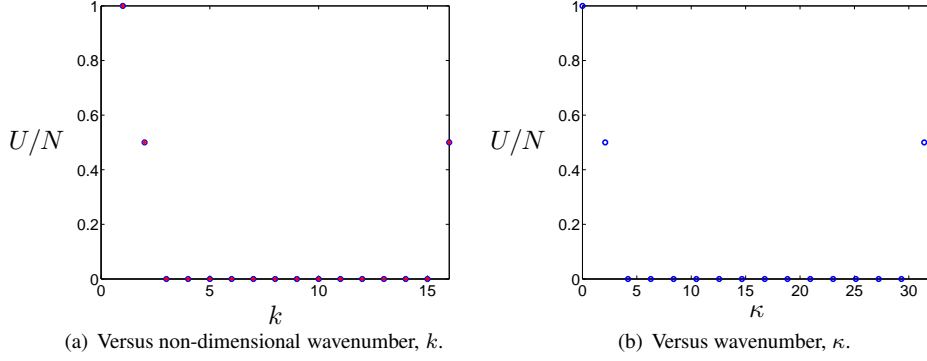 1
0.8
0.6
0.4
0.2
0
U/N
0 5 10 15
k
(a) Versus non-dimensional wavenumber, k.
1
0.8
0.6
0.4
0.2
0
U/N
0 5 10 15 20 25 30
κ
(b) Versus wavenumber, κ.